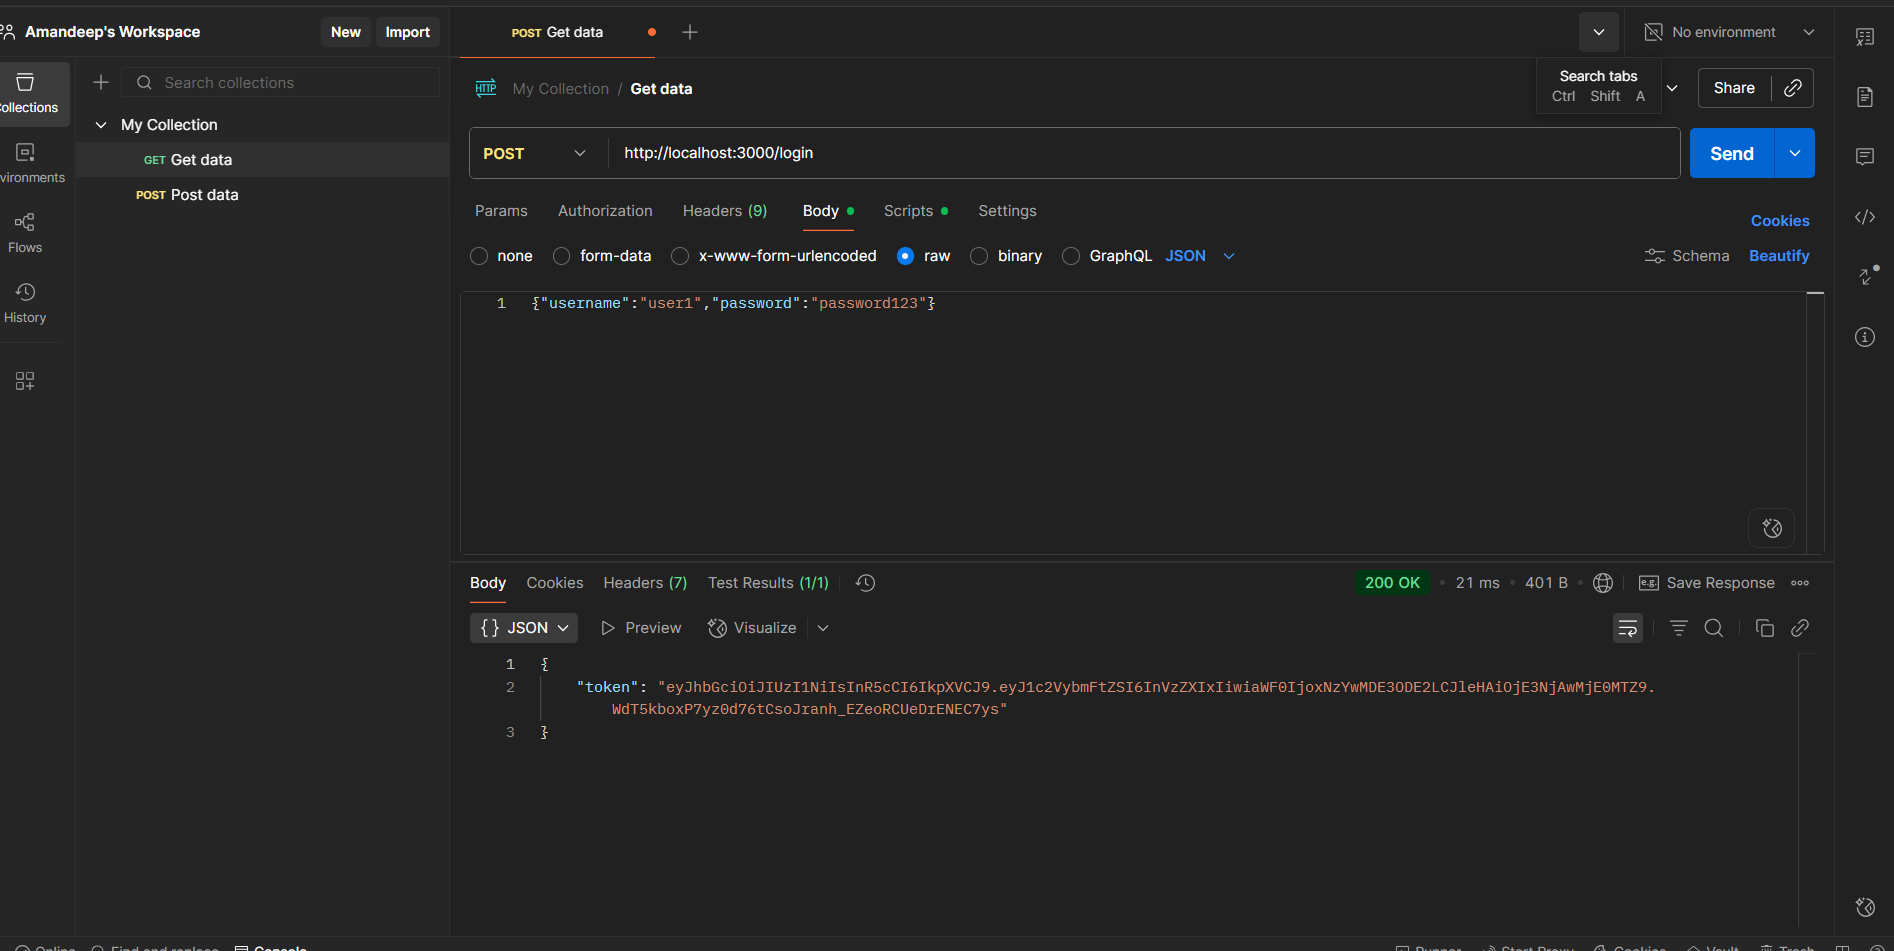 Amandeep's Workspace
New
Import
POST Get data
No environment
Search tabs
Ctrl Shift A
Collections
Search collections
My Collection
GET Get data
POST Post data
Environments
Flows
History
HTTP
My Collection / Get data
Share
POST
http://localhost:3000/login
Send
Params
Authorization
Headers (9)
Body
Scripts
Settings
Cookies
none
form-data
x-www-form-urlencoded
raw
binary
GraphQL
JSON
Schema
Beautify
1 {"username":"user1","password":"password123"}
Body
Cookies
Headers (7)
Test Results (1/1)
200 OK
21 ms
401 B
e.g.
Save Response
{} JSON
Preview
Visualize
1 {
2 "token": "eyJhbGciOiJIUzI1NiIsInR5cCI6IkpXVCJ9.eyJ1c2VybmFtZSI6InVzZXIxIiwiaWF0IjoxNzYwMDE3ODE2LCJleHAiOjE3NjAwMjE0MTZ9.
WdT5kboxP7yz0d76tCsoJranh_EZeoRCUeDrENEC7ys"
3 }
Online
Find and replace
Console
Runner
Start Proxy
Cookies
Vault
Trash